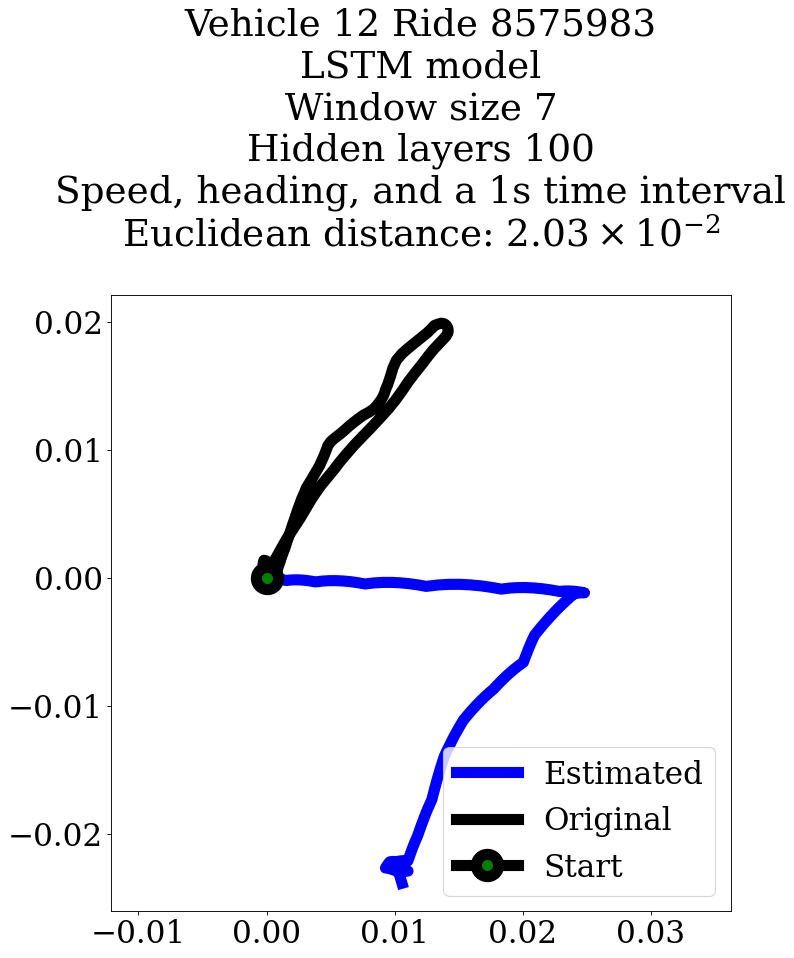 Vehicle 12 Ride 8575983
LSTM model
Window size 7
Hidden layers 100
Speed, heading, and a 1s time interval
Euclidean distance: 2.03 × 10⁻²
0.02
0.01
0.00
−0.01
−0.02
Estimated
Original
Start
−0.01 0.00 0.01 0.02 0.03